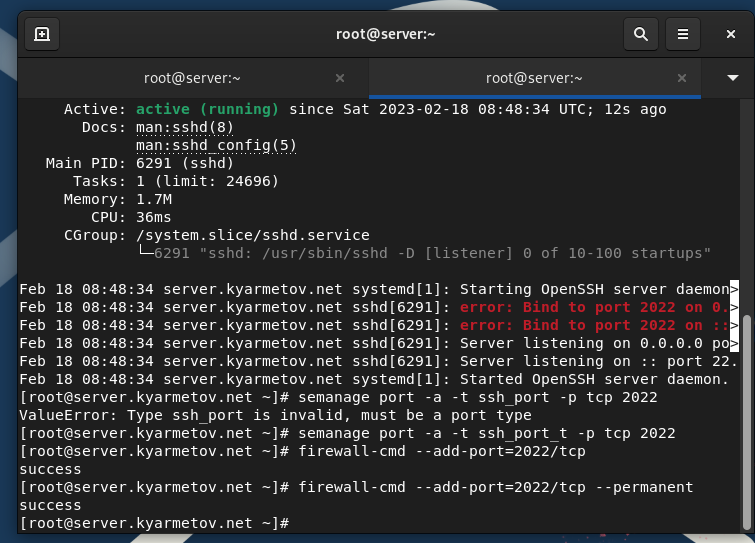 root@server:~
root@server:~
root@server:~
Active: active (running) since Sat 2023-02-18 08:48:34 UTC; 12s ago
Docs: man:sshd(8)
man:sshd_config(5)
Main PID: 6291 (sshd)
Tasks: 1 (limit: 24696)
Memory: 1.7M
CPU: 36ms
CGroup: /system.slice/sshd.service
└─6291 "sshd: /usr/sbin/sshd -D [listener] 0 of 10-100 startups"
Feb 18 08:48:34 server.kyarmetov.net systemd[1]: Starting OpenSSH server daemon>
Feb 18 08:48:34 server.kyarmetov.net sshd[6291]: error: Bind to port 2022 on 0.>
Feb 18 08:48:34 server.kyarmetov.net sshd[6291]: error: Bind to port 2022 on ::>
Feb 18 08:48:34 server.kyarmetov.net sshd[6291]: Server listening on 0.0.0.0 po>
Feb 18 08:48:34 server.kyarmetov.net sshd[6291]: Server listening on :: port 22.
Feb 18 08:48:34 server.kyarmetov.net systemd[1]: Started OpenSSH server daemon.
[root@server.kyarmetov.net ~]# semanage port -a -t ssh_port -p tcp 2022
ValueError: Type ssh_port is invalid, must be a port type
[root@server.kyarmetov.net ~]# semanage port -a -t ssh_port_t -p tcp 2022
[root@server.kyarmetov.net ~]# firewall-cmd --add-port=2022/tcp
success
[root@server.kyarmetov.net ~]# firewall-cmd --add-port=2022/tcp --permanent
success
[root@server.kyarmetov.net ~]#